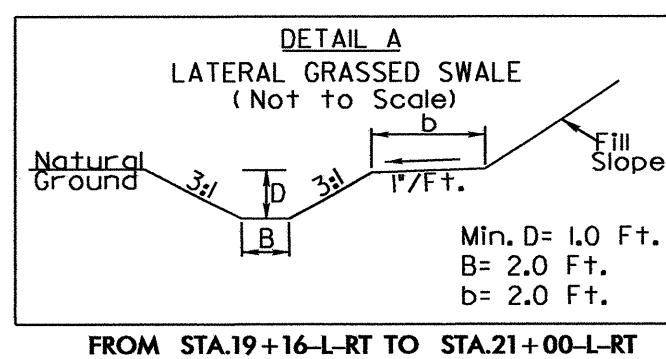 DETAIL A
LATERAL GRASSED SWALE
(Not to Scale)
b
Natural
Ground
3:1
D
3:1
1"/Ft.
Fill
Slope
B
Min. D= 1.0 Ft.
B= 2.0 Ft.
b= 2.0 Ft.
FROM STA.19+16-L-RT TO STA.21+00-L-RT